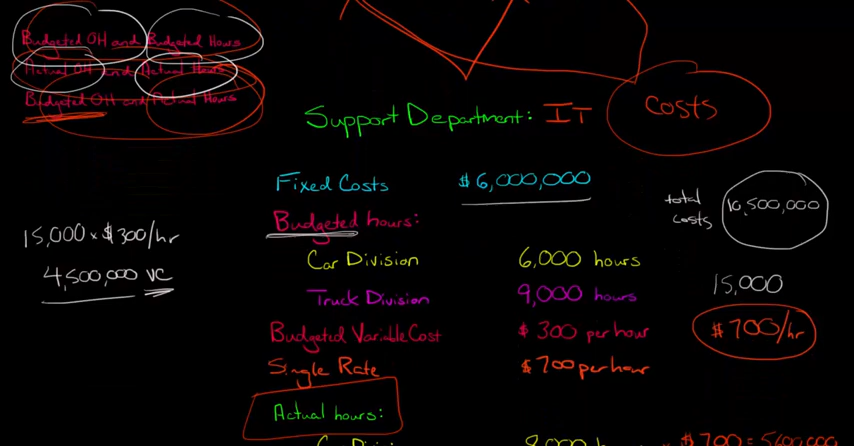 Budgeted OH and Budgeted Hours
Actual OH and Actual Hours
Budgeted OH and Actual Hours
Support Department: IT
Costs
Fixed Costs $6,000,000
total costs 10,500,000
Budgeted hours:
15,000 x $300/hr
4,500,000 VC
Car Division 6,000 hours
15,000
Truck Division 9,000 hours
$700/hr
Budgeted Variable Cost $300 per hour
Single Rate $700 per hour
Actual hours: